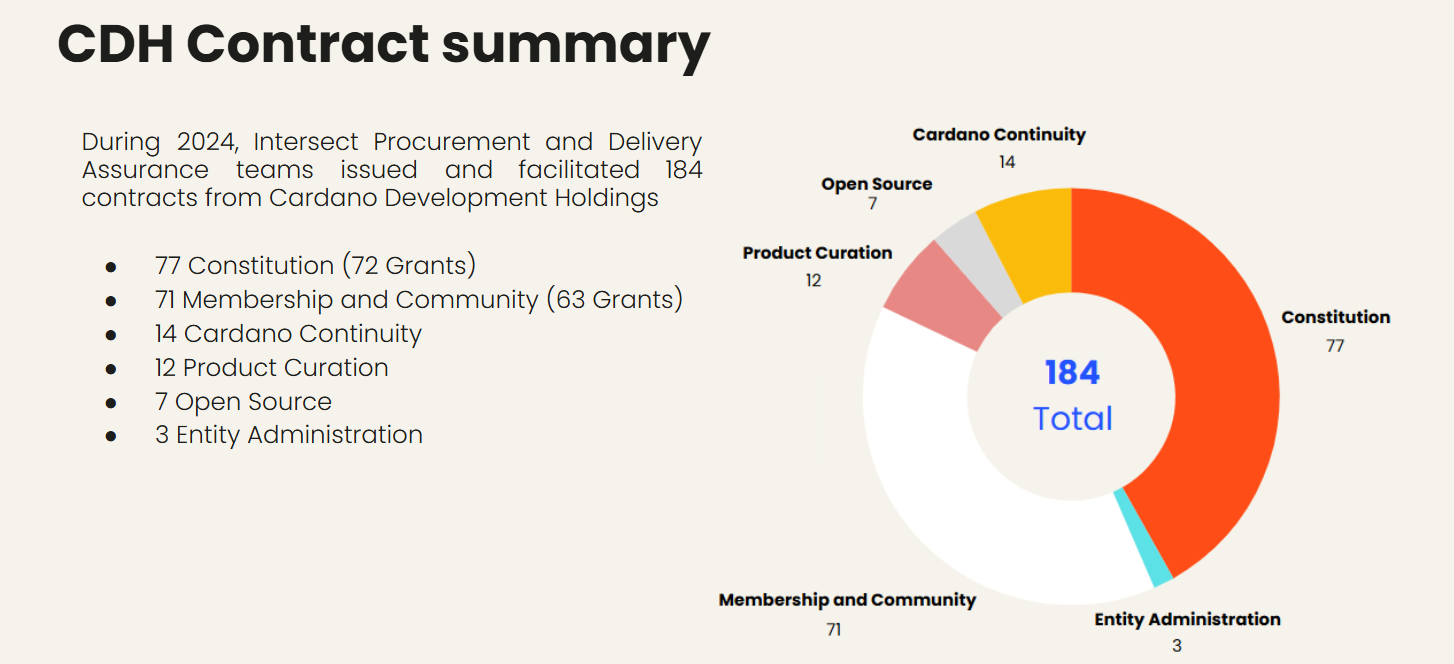 CDH Contract summary
During 2024, Intersect Procurement and Delivery
Assurance teams issued and facilitated 184
contracts from Cardano Development Holdings
● 77 Constitution (72 Grants)
● 71 Membership and Community (63 Grants)
● 14 Cardano Continuity
● 12 Product Curation
● 7 Open Source
● 3 Entity Administration
Cardano Continuity
14
Open Source
7
Product Curation
12
Constitution
77
184
Total
Membership and Community
71
Entity Administration
3